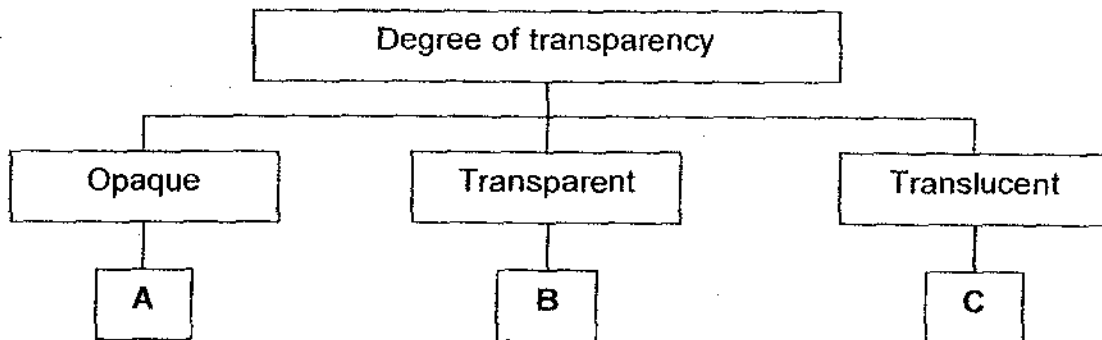 Degree of transparency
Opaque
Transparent
Translucent
A
B
C